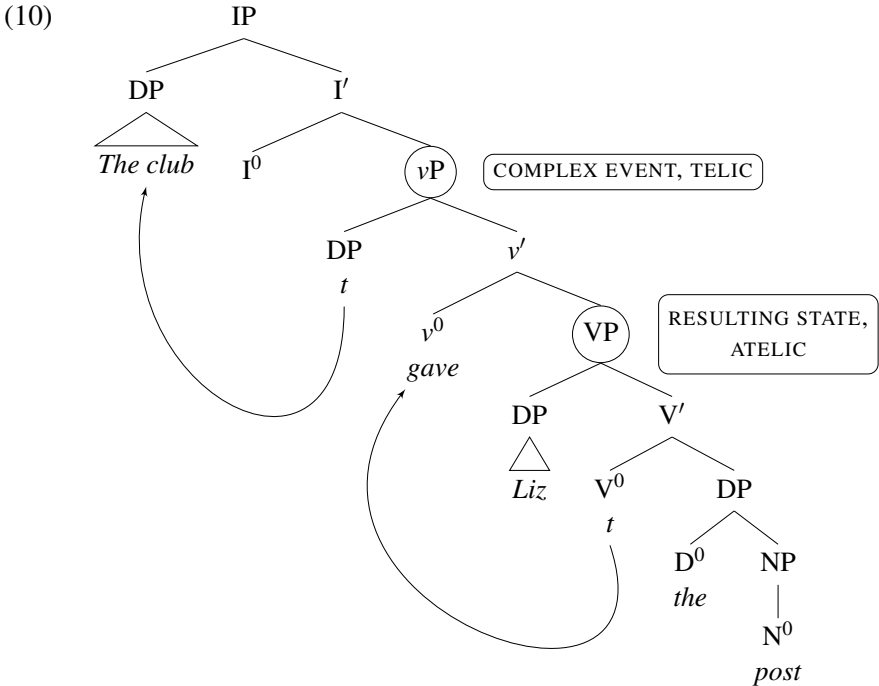 (10) IP
DP I′
The club I⁰ vP COMPLEX EVENT, TELIC
DP v′
t
v⁰ VP RESULTING STATE,
ATELIC
gave
DP V′
Liz V⁰ DP
t
D⁰ NP
the
N⁰
post